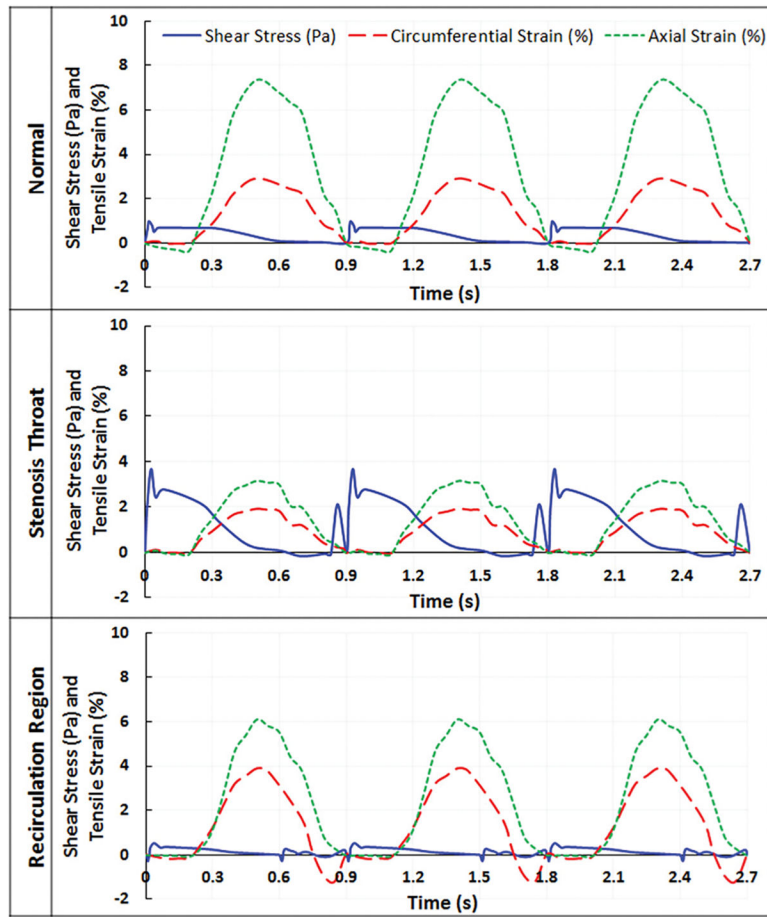 Normal
Shear Stress (Pa) and
Tensile Strain (%)
Shear Stress (Pa) Circumferential Strain (%) Axial Strain (%)
10
8
6
4
2
0
-2
0 0.3 0.6 0.9 1.2 1.5 1.8 2.1 2.4 2.7
Time (s)
Stenosis Throat
Shear Stress (Pa) and
Tensile Strain (%)
10
8
6
4
2
0
-2
0 0.3 0.6 0.9 1.2 1.5 1.8 2.1 2.4 2.7
Time (s)
Recirculation Region
Shear Stress (Pa) and
Tensile Strain (%)
10
8
6
4
2
0
-2
0 0.3 0.6 0.9 1.2 1.5 1.8 2.1 2.4 2.7
Time (s)